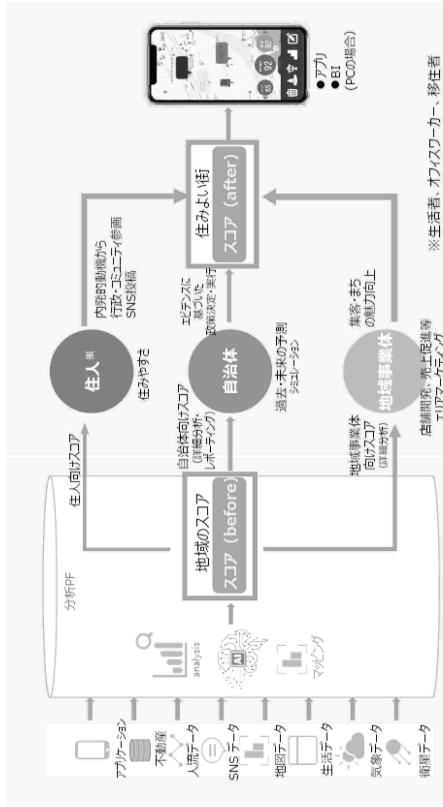 アプリケーション
不動産
人流データ
SNS データ
地図データ
生活データ
気象データ
衛星データ
分析PF
analysis
AI
マッピング
地域のスコア
スコア（before）
住人向けスコア
自治体向けスコア
（詳細分析・
レポーティング）
地域事業体
向けスコア
（詳細分析）
住人※
住みやすさ
自治体
過去・未来の予測
シミュレーション
地域事業体
店舗開発、売上促進等
エリアマーケティング
内発的動機から
行政・コミュニティ参画
SNS投稿
エビデンスに
基づいた
政策決定・実行
集客・まち
の魅力向上
住みよい街
スコア（after）
92
●アプリ
●BI
（PCの場合）
※生活者、オフィスワーカー、移住者